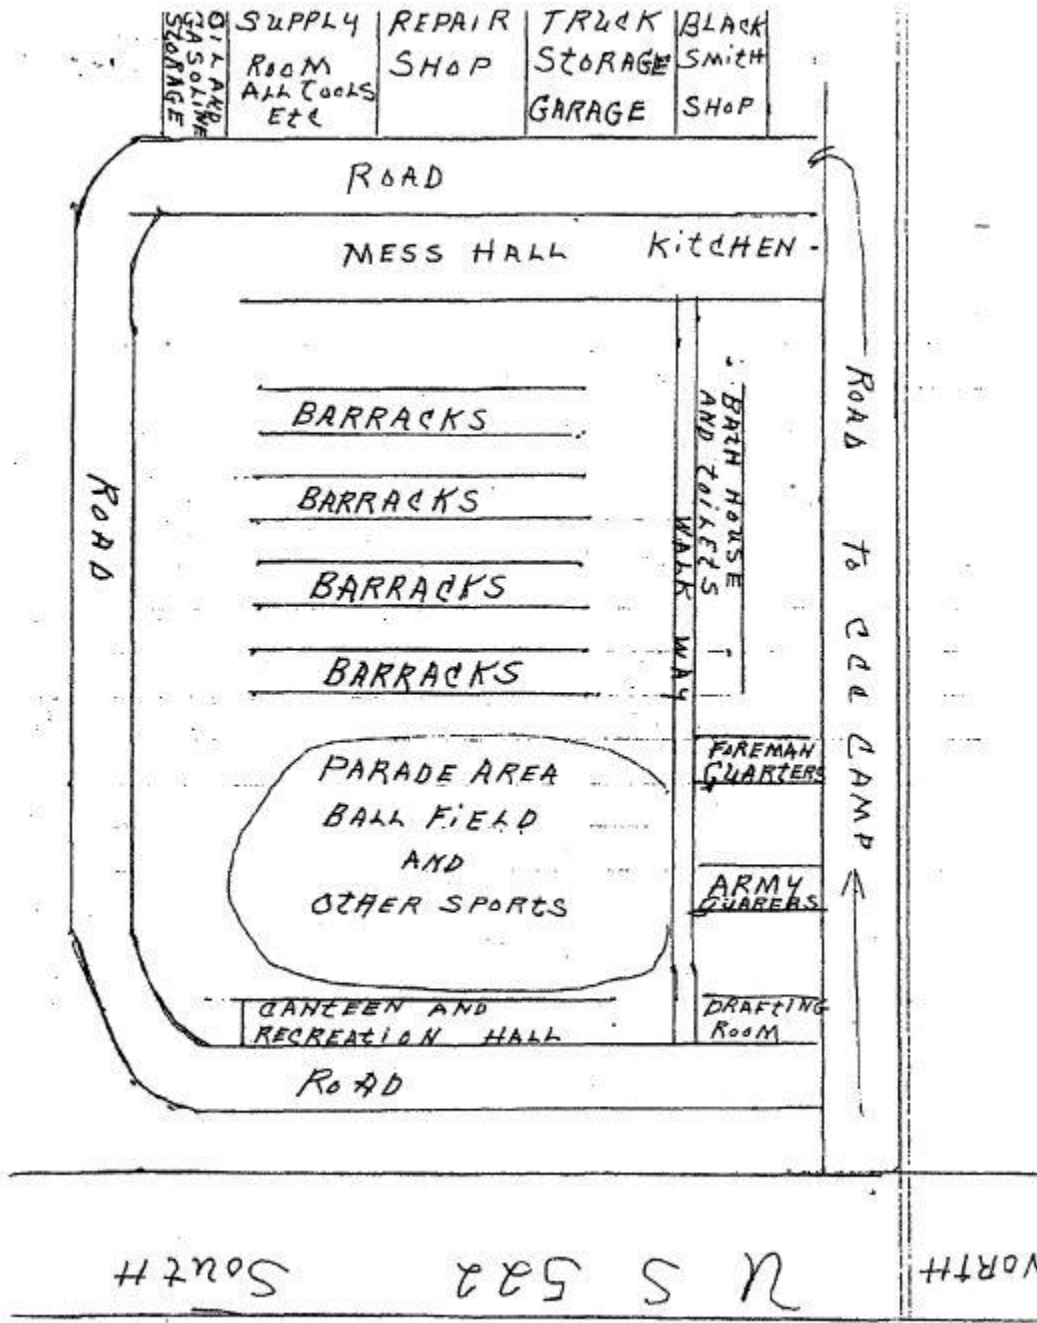 OIL AND
GASOLINE
STORAGE
SUPPLY
ROOM
ALL TOOLS
ETC
REPAIR
SHOP
TRUCK
STORAGE
GARAGE
BLACK
SMITH
SHOP
ROAD
MESS HALL
KITCHEN
ROAD
BARRACKS
BARRACKS
BARRACKS
BARRACKS
WALK WAY
BATH HOUSE
AND TOILETS
ROAD TO CCC CAMP
PARADE AREA
BALL FIELD
AND
OTHER SPORTS
FOREMAN
QUARTERS
ARMY
QUARERS
CANTEEN AND
RECREATION HALL
DRAFTING
ROOM
ROAD
NORTH
U S 522
SOUTH